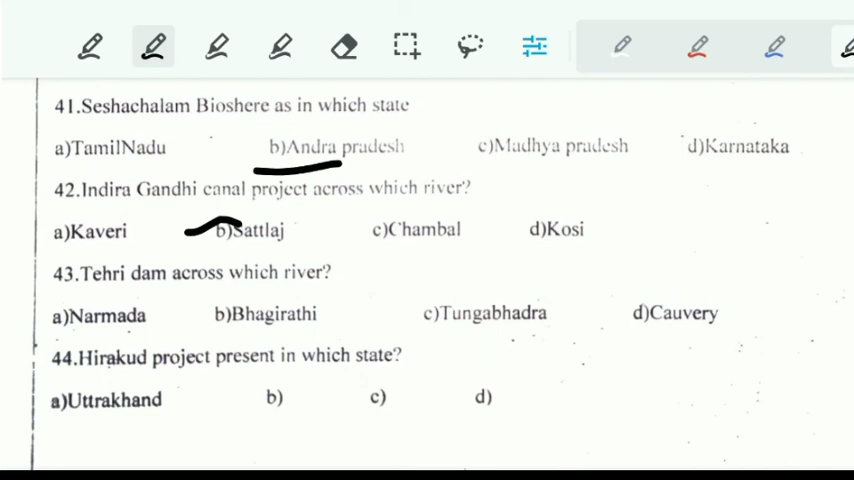 41.Seshachalam Bioshere as in which state
a)TamilNadu b)Andra pradesh c)Madhya pradesh d)Karnataka
42.Indira Gandhi canal project across which river?
a)Kaveri b)Sattlaj c)Chambal d)Kosi
43.Tehri dam across which river?
a)Narmada b)Bhagirathi c)Tungabhadra d)Cauvery
44.Hirakud project present in which state?
a)Uttrakhand b) c) d)